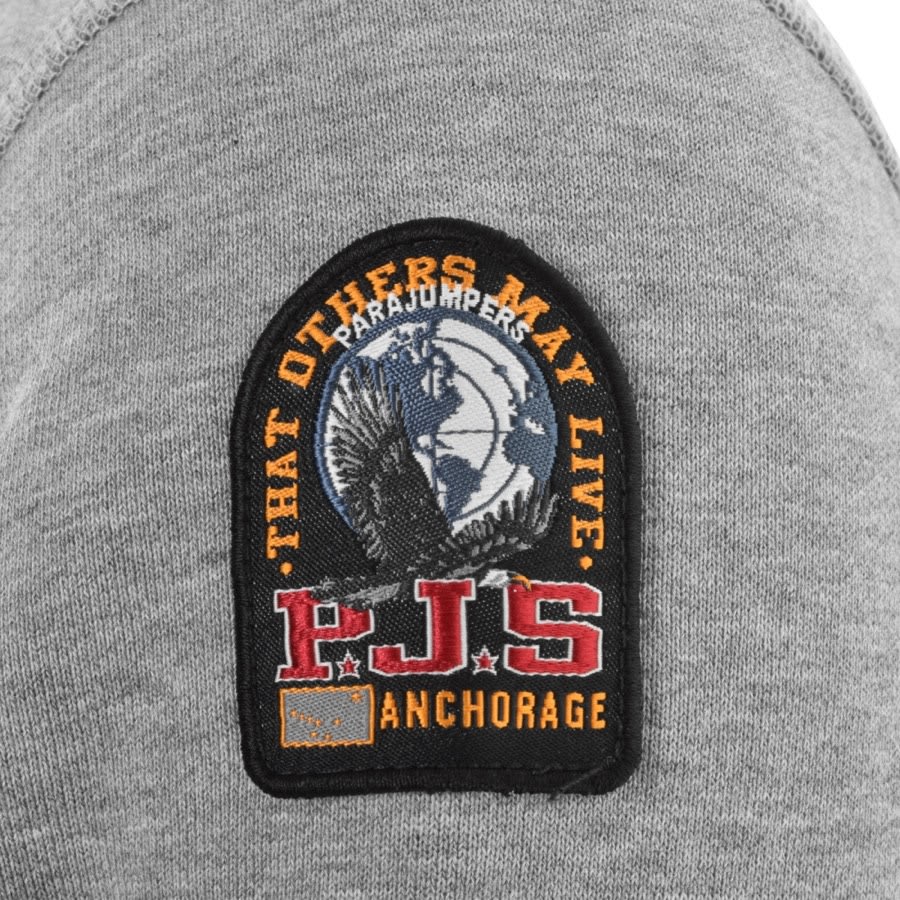 ·THAT OTHERS MAY LIVE·
PARAJUMPERS
P.J.S
ANCHORAGE